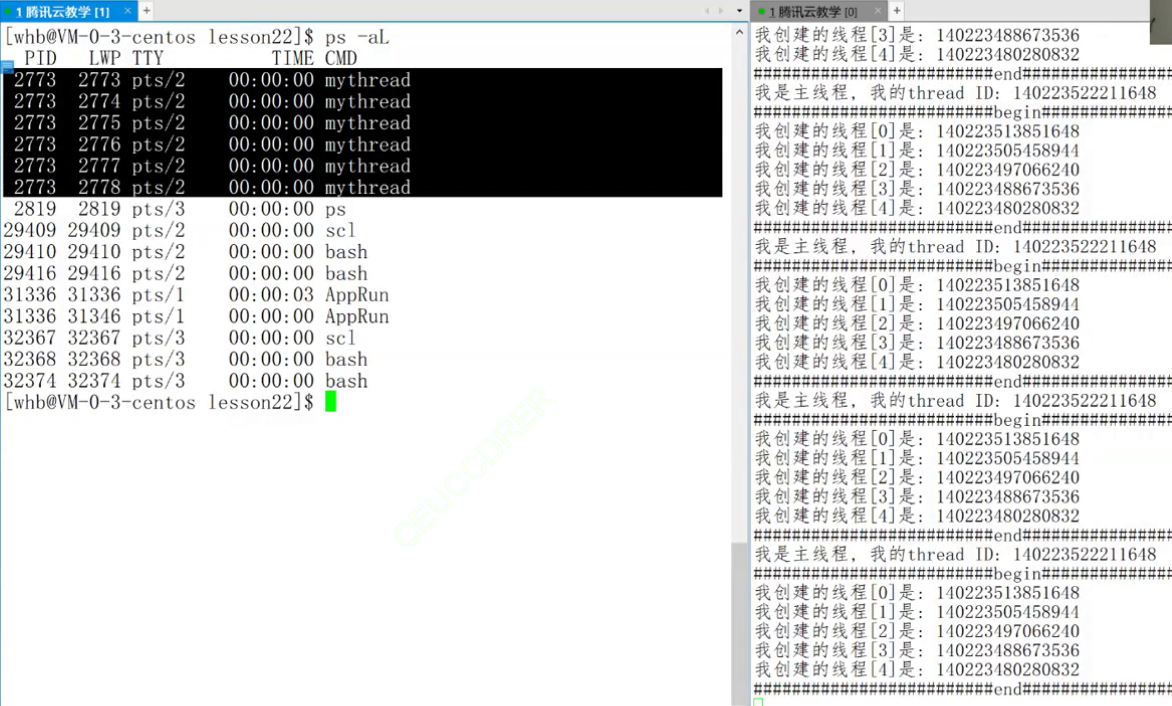 1 腾讯云教学 [1] × +
[whb@VM-0-3-centos lesson22]$ ps -aL
PID LWP TTY TIME CMD
2773 2773 pts/2 00:00:00 mythread
2773 2774 pts/2 00:00:00 mythread
2773 2775 pts/2 00:00:00 mythread
2773 2776 pts/2 00:00:00 mythread
2773 2777 pts/2 00:00:00 mythread
2773 2778 pts/2 00:00:00 mythread
2819 2819 pts/3 00:00:00 ps
29409 29409 pts/2 00:00:00 scl
29410 29410 pts/2 00:00:00 bash
29416 29416 pts/2 00:00:00 bash
31336 31336 pts/1 00:00:03 AppRun
31336 31346 pts/1 00:00:00 AppRun
32367 32367 pts/3 00:00:00 scl
32368 32368 pts/3 00:00:00 bash
32374 32374 pts/3 00:00:00 bash
[whb@VM-0-3-centos lesson22]$
1 腾讯云教学 [0] × +
我创建的线程[3]是: 140223488673536
我创建的线程[4]是: 140223480280832
#########################end##############
我是主线程, 我的thread ID: 140223522211648
#########################begin##############
我创建的线程[0]是: 140223513851648
我创建的线程[1]是: 140223505458944
我创建的线程[2]是: 140223497066240
我创建的线程[3]是: 140223488673536
我创建的线程[4]是: 140223480280832
#########################end##############
我是主线程, 我的thread ID: 140223522211648
#########################begin##############
我创建的线程[0]是: 140223513851648
我创建的线程[1]是: 140223505458944
我创建的线程[2]是: 140223497066240
我创建的线程[3]是: 140223488673536
我创建的线程[4]是: 140223480280832
#########################end##############
我是主线程, 我的thread ID: 140223522211648
#########################begin##############
我创建的线程[0]是: 140223513851648
我创建的线程[1]是: 140223505458944
我创建的线程[2]是: 140223497066240
我创建的线程[3]是: 140223488673536
我创建的线程[4]是: 140223480280832
#########################end##############
我是主线程, 我的thread ID: 140223522211648
#########################begin##############
我创建的线程[0]是: 140223513851648
我创建的线程[1]是: 140223505458944
我创建的线程[2]是: 140223497066240
我创建的线程[3]是: 140223488673536
我创建的线程[4]是: 140223480280832
#########################end##############